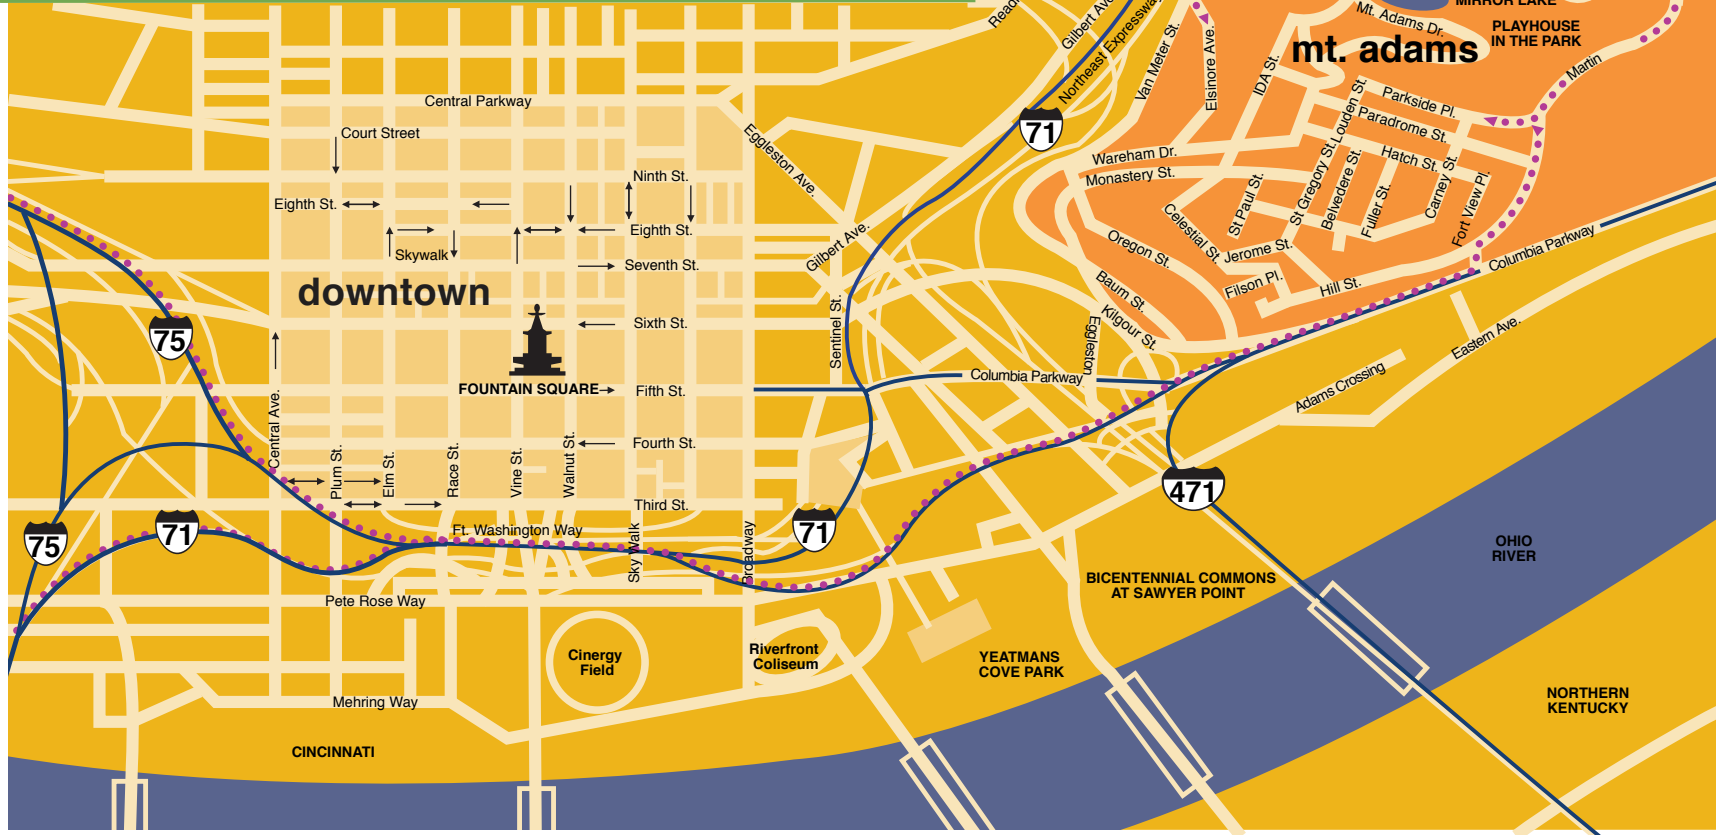 MIRROR LAKE
Mt. Adams Dr.
PLAYHOUSE
IN THE PARK
mt. adams
Martin
Gilbert Ave
Northeast Expressway
Van Meter St.
Elsinore Ave.
IDA St.
71
Central Parkway
Court Street
Eggleston Ave.
Parkside Pl.
Paradrome St.
Hatch St.
Louden St.
St Gregory St.
Belvedere St.
Fuller St.
Carney St.
Fort View Pl.
Wareham Dr.
Monastery St.
St Paul St.
Celestial St.
Jerome St.
Filson Pl.
Hill St.
Oregon St.
Baum St.
Kilgour St.
Columbia Parkway
Ninth St.
Eighth St.
Eighth St.
Skywalk
Seventh St.
Gilbert Ave.
downtown
75
Sixth St.
Sentinel St.
Eggleston
Eastern Ave.
FOUNTAIN SQUARE
Fifth St.
Columbia Parkway
Adams Crossing
Central Ave.
Plum St.
Elm St.
Race St.
Vine St.
Walnut St.
Fourth St.
Third St.
471
75
71
Ft. Washington Way
Sky Walk
Broadway
71
OHIO
RIVER
BICENTENNIAL COMMONS
AT SAWYER POINT
Pete Rose Way
Cinergy
Field
Riverfront
Coliseum
YEATMANS
COVE PARK
NORTHERN
KENTUCKY
Mehring Way
CINCINNATI